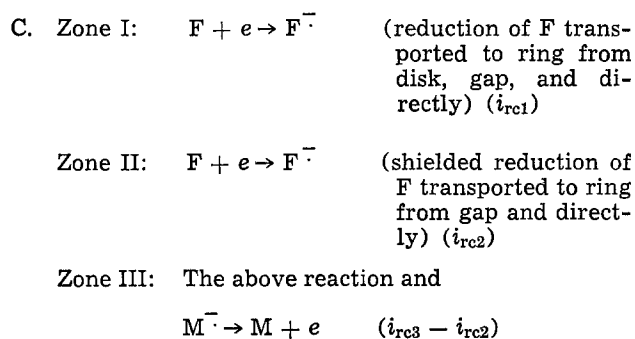 C. Zone I: F + e → F⨪ (reduction of F trans-
ported to ring from
disk, gap, and di-
rectly) (i_rc1)
Zone II: F + e → F⨪ (shielded reduction of
F transported to ring
from gap and direct-
ly) (i_rc2)
Zone III: The above reaction and
M⨪ → M + e (i_rc3 − i_rc2)